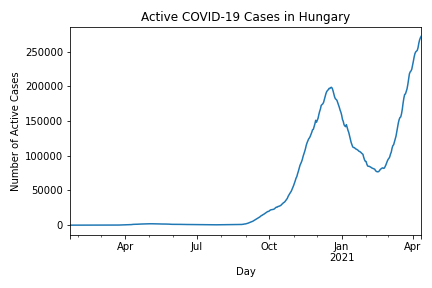 Active COVID-19 Cases in Hungary
Number of Active Cases
250000
200000
150000
100000
50000
0
Apr
Jul
Oct
Jan
2021
Apr
Day